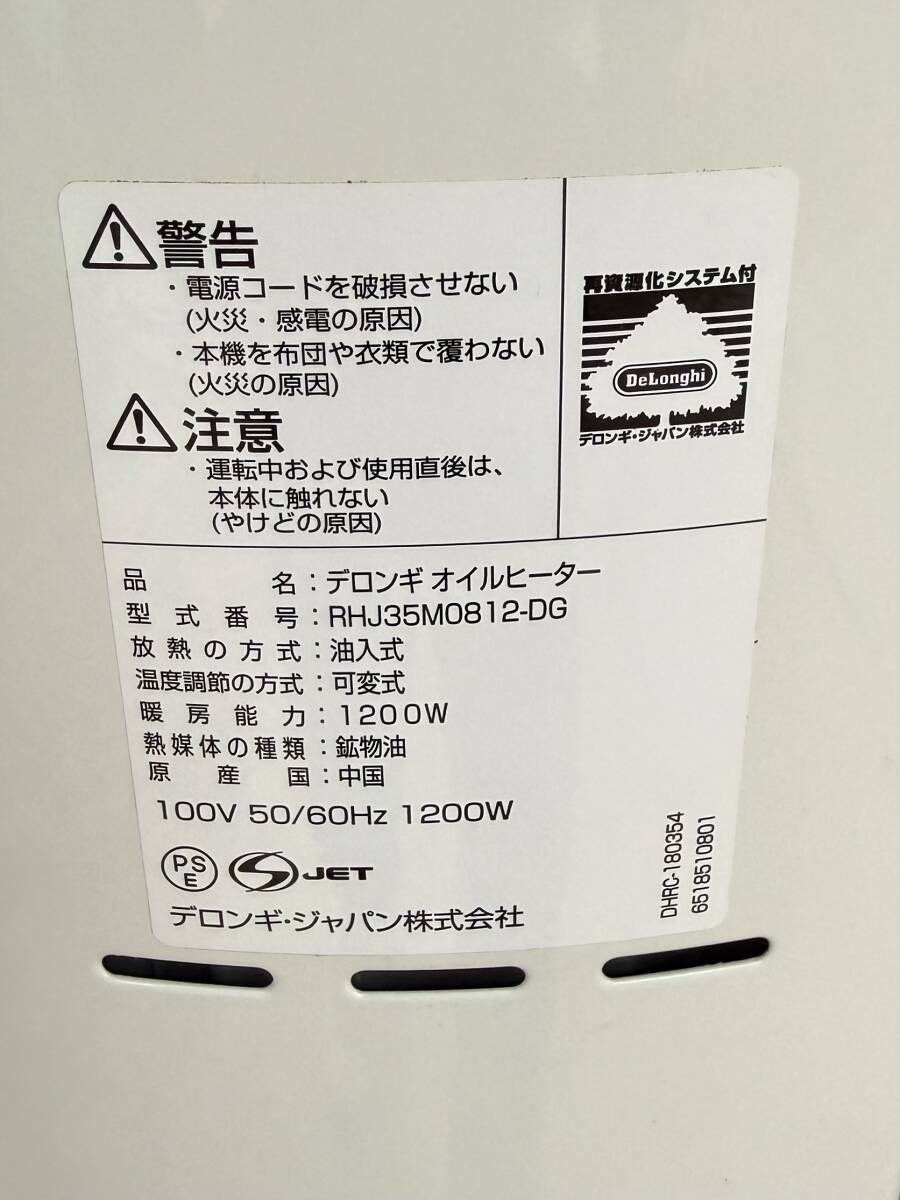 警告
・電源コードを破損させない
(火災・感電の原因)
・本機を布団や衣類で覆わない
(火災の原因)
注意
・運転中および使用直後は、
本体に触れない
(やけどの原因)
再資源化システム付
DeLonghi
デロンギ・ジャパン株式会社
品名：デロンギ オイルヒーター
型式番号：RHJ35M0812-DG
放熱の方式：油入式
温度調節の方式：可変式
暖房能力：1200W
熱媒体の種類：鉱物油
原産国：中国
100V 50/60Hz 1200W
PSE
S JET
デロンギ・ジャパン株式会社
DHRC-180354
6518510801